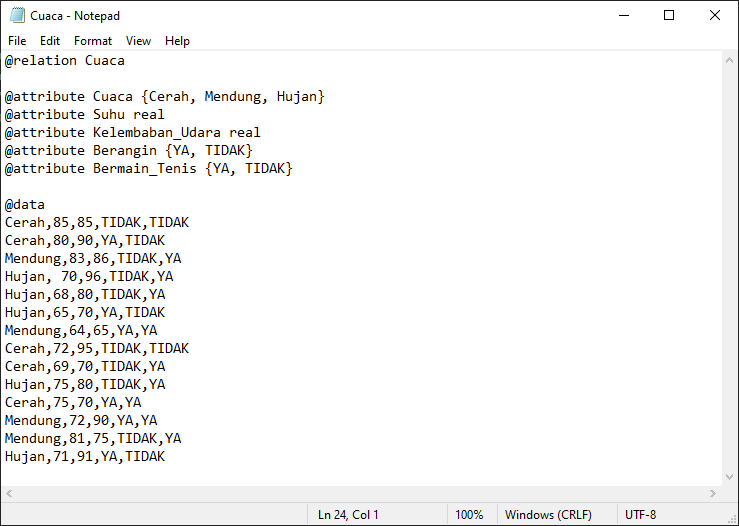 Cuaca - Notepad
File Edit Format View Help
@relation Cuaca

@attribute Cuaca {Cerah, Mendung, Hujan}
@attribute Suhu real
@attribute Kelembaban_Udara real
@attribute Berangin {YA, TIDAK}
@attribute Bermain_Tenis {YA, TIDAK}

@data
Cerah,85,85,TIDAK,TIDAK
Cerah,80,90,YA,TIDAK
Mendung,83,86,TIDAK,YA
Hujan, 70,96,TIDAK,YA
Hujan,68,80,TIDAK,YA
Hujan,65,70,YA,TIDAK
Mendung,64,65,YA,YA
Cerah,72,95,TIDAK,TIDAK
Cerah,69,70,TIDAK,YA
Hujan,75,80,TIDAK,YA
Cerah,75,70,YA,YA
Mendung,72,90,YA,YA
Mendung,81,75,TIDAK,YA
Hujan,71,91,YA,TIDAK
Ln 24, Col 1 100% Windows (CRLF) UTF-8